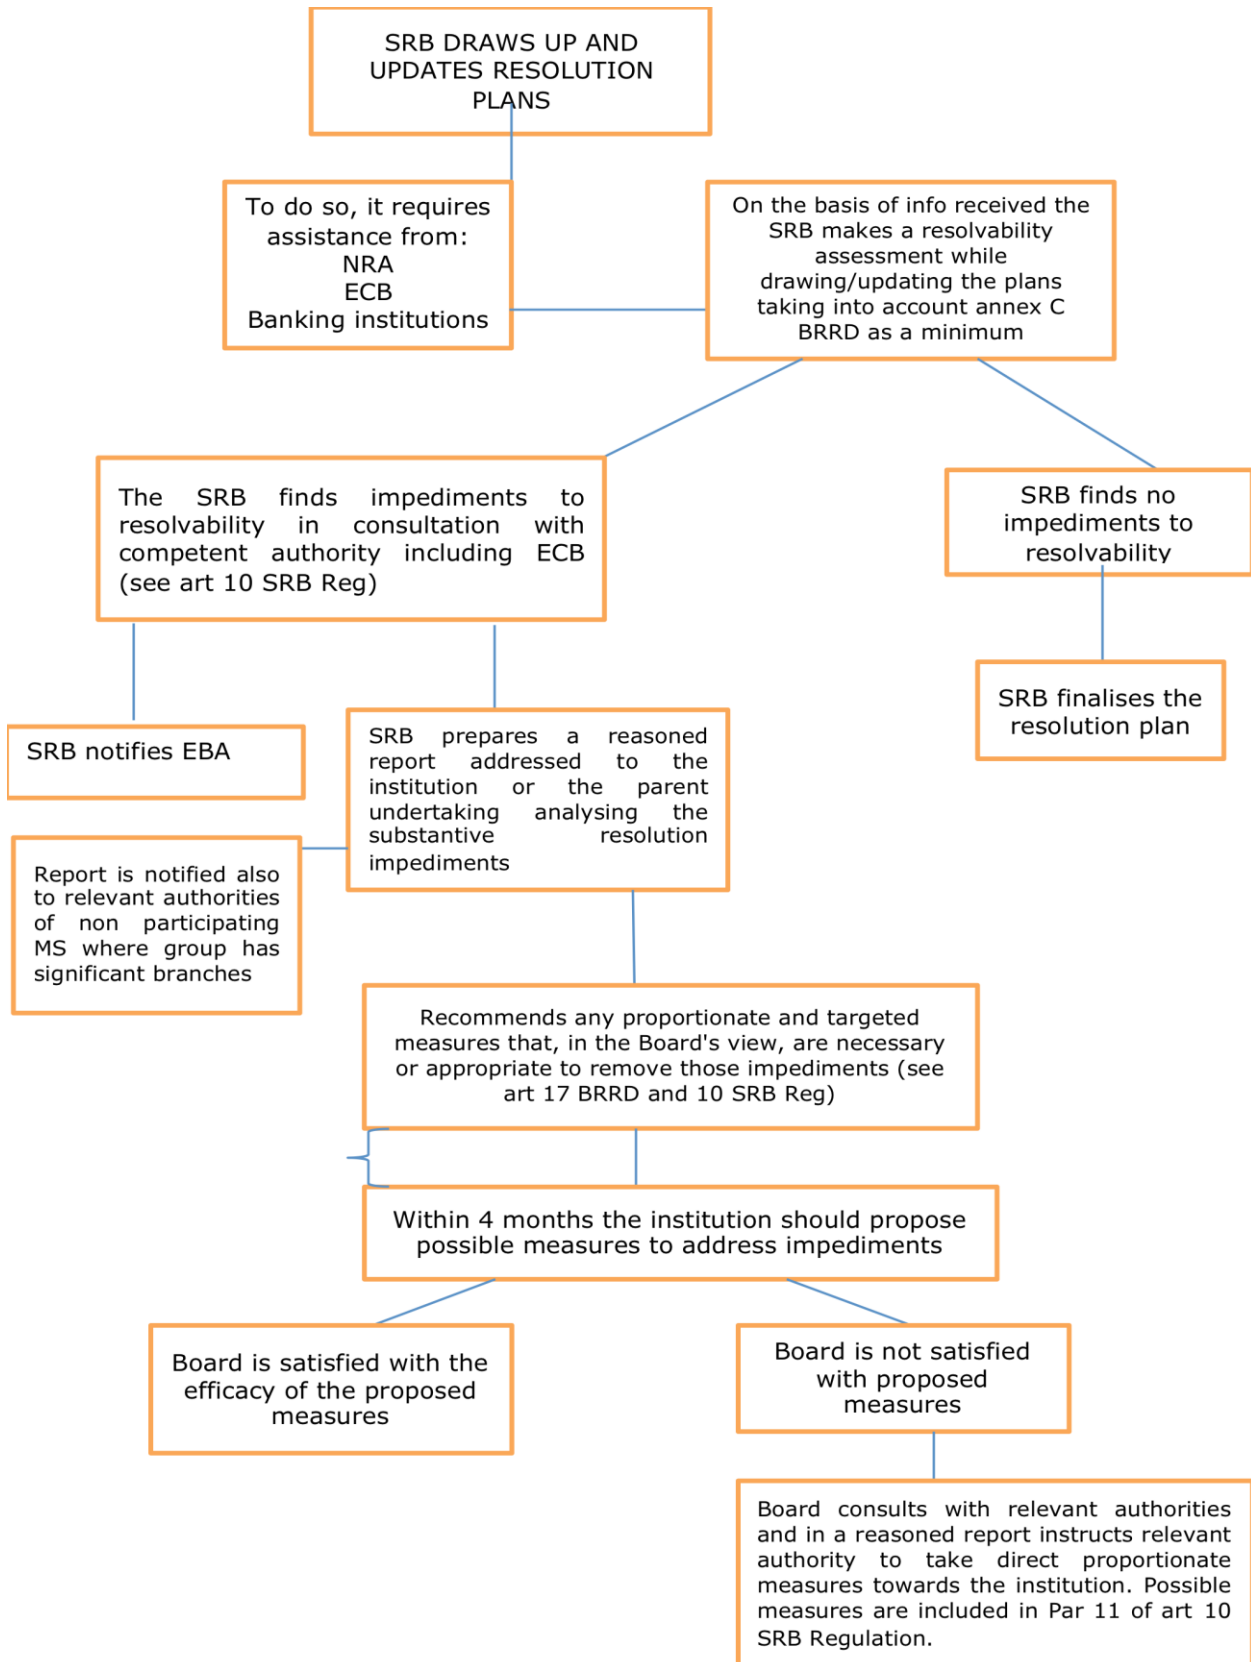 SRB DRAWS UP AND
UPDATES RESOLUTION
PLANS
To do so, it requires
assistance from:
NRA
ECB
Banking institutions
On the basis of info received the
SRB makes a resolvability
assessment while
drawing/updating the plans
taking into account annex C
BRRD as a minimum
The SRB finds impediments to
resolvability in consultation with
competent authority including ECB
(see art 10 SRB Reg)
SRB finds no
impediments to
resolvability
SRB notifies EBA
SRB prepares a reasoned
report addressed to the
institution or the parent
undertaking analysing the
substantive resolution
impediments
SRB finalises the
resolution plan
Report is notified also
to relevant authorities
of non participating
MS where group has
significant branches
Recommends any proportionate and targeted
measures that, in the Board's view, are necessary
or appropriate to remove those impediments (see
art 17 BRRD and 10 SRB Reg)
Within 4 months the institution should propose
possible measures to address impediments
Board is satisfied with the
efficacy of the proposed
measures
Board is not satisfied
with proposed
measures
Board consults with relevant authorities
and in a reasoned report instructs relevant
authority to take direct proportionate
measures towards the institution. Possible
measures are included in Par 11 of art 10
SRB Regulation.